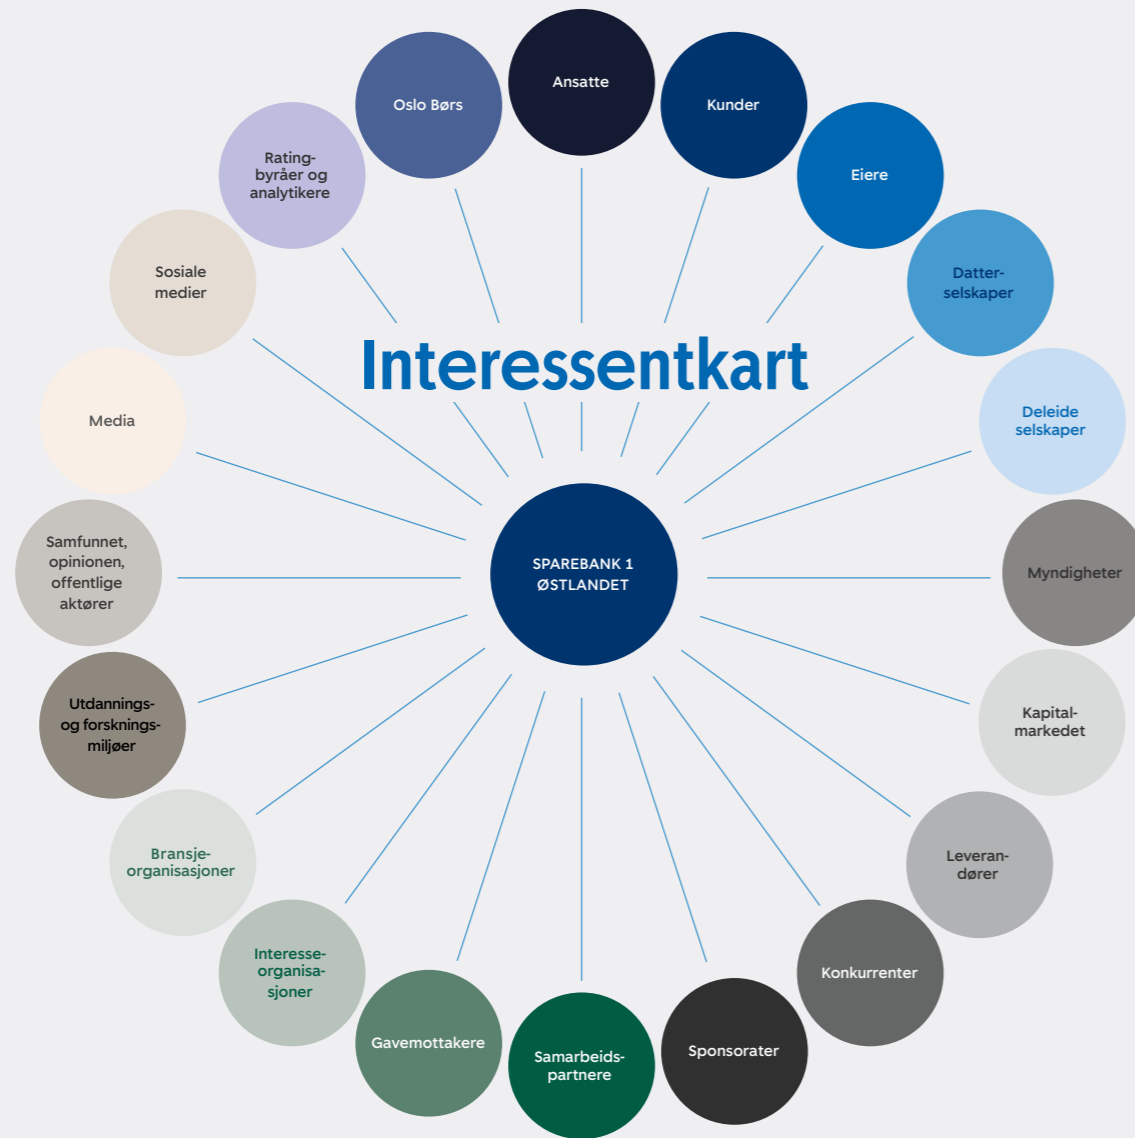 Interessentkart
SPAREBANK 1
ØSTLANDET
Ansatte
Kunder
Eiere
Datter-
selskaper
Deleide
selskaper
Myndigheter
Kapital-
markedet
Leveran-
dører
Konkurrenter
Sponsorater
Samarbeids-
partnere
Gavemottakere
Interesse-
organisa-
sjoner
Bransje-
organisasjoner
Utdannings-
og forsknings-
miljøer
Samfunnet,
opinionen,
offentlige
aktører
Media
Sosiale
medier
Rating-
byråer og
analytikere
Oslo Børs